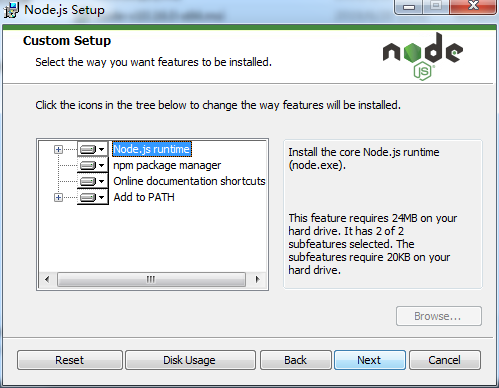 Node.js Setup
Custom Setup
Select the way you want features to be installed.
node
JS
Click the icons in the tree below to change the way features will be installed.
Node.js runtime
npm package manager
Online documentation shortcuts
Add to PATH
Install the core Node.js runtime
(node.exe).
This feature requires 24MB on your
hard drive. It has 2 of 2
subfeatures selected. The
subfeatures require 20KB on your
hard drive.
Browse...
Reset
Disk Usage
Back
Next
Cancel